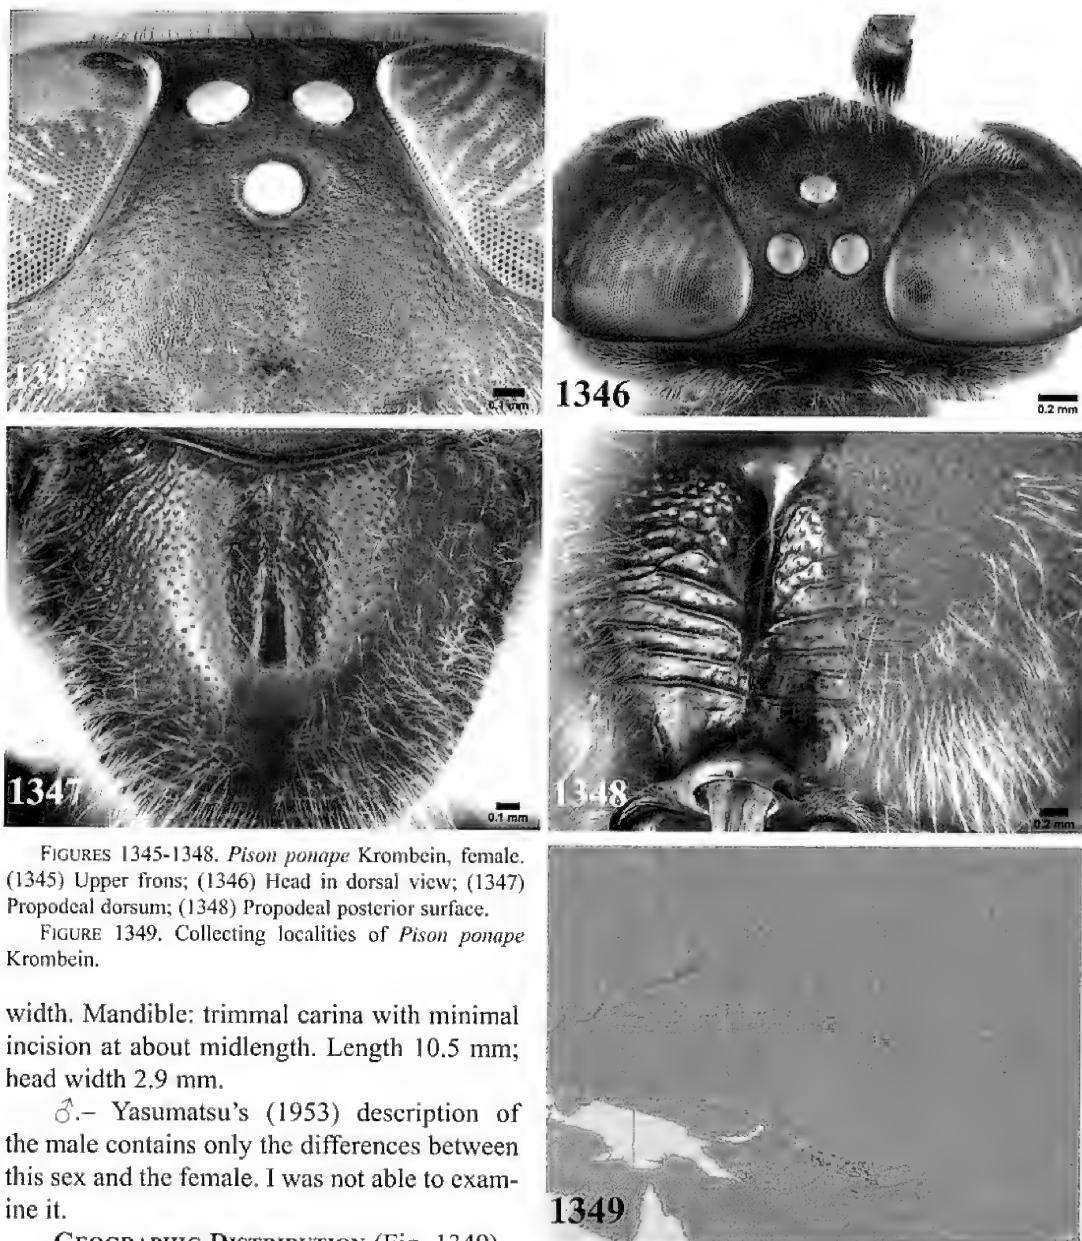 1345
0.1 mm
1346
0.2 mm
1347
0.1 mm
1348
0.2 mm
FIGURES 1345-1348. Pison ponape Krombein, female.
(1345) Upper frons; (1346) Head in dorsal view; (1347)
Propodeal dorsum; (1348) Propodeal posterior surface.
FIGURE 1349. Collecting localities of Pison ponape
Krombein.
1349
width. Mandible: trimmal carina with minimal
incision at about midlength. Length 10.5 mm;
head width 2.9 mm.
♂.– Yasumatsu's (1953) description of
the male contains only the differences between
this sex and the female. I was not able to exam-
ine it.
GEOGRAPHIC DISTRIBUTION (Fig. 1349).